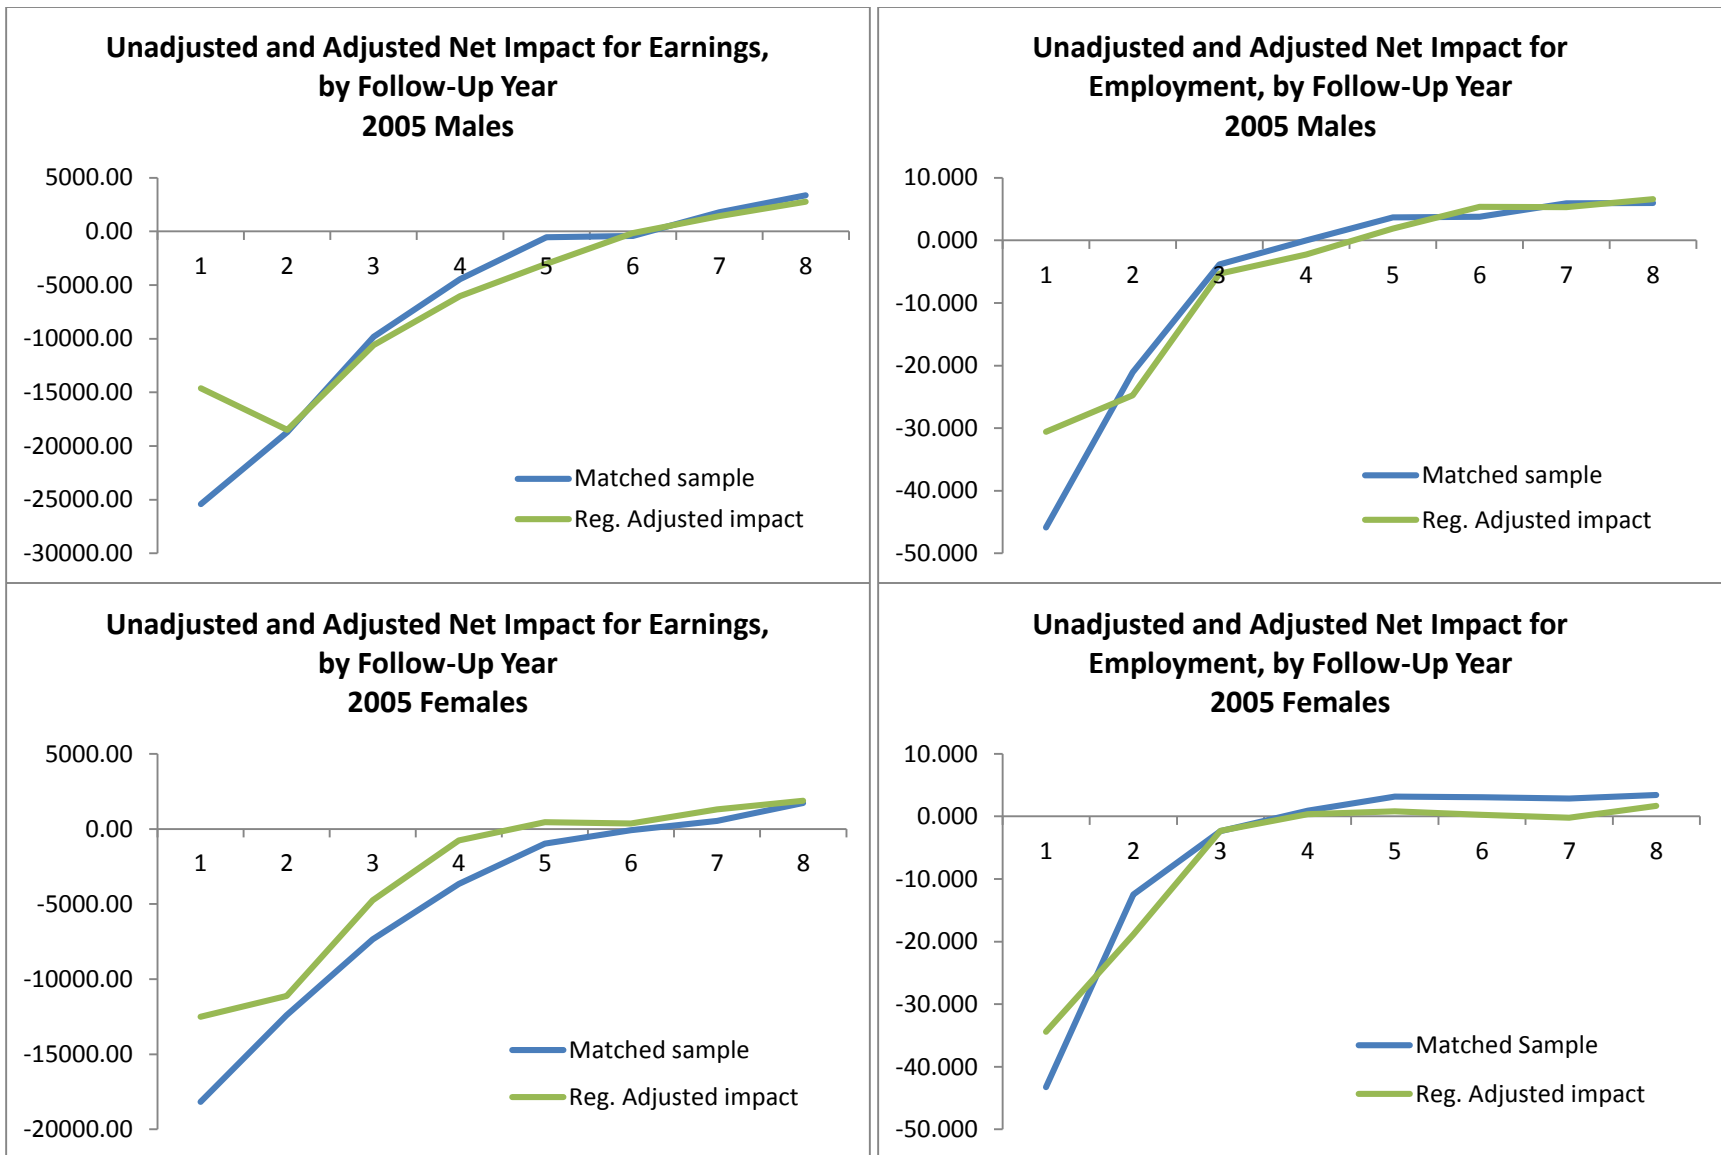 Unadjusted and Adjusted Net Impact for Earnings,
by Follow-Up Year
2005 Males
5000.00
0.00
-5000.00
-10000.00
-15000.00
-20000.00
-25000.00
-30000.00
1 2 3 4 5 6 7 8
Matched sample
Reg. Adjusted impact
Unadjusted and Adjusted Net Impact for
Employment, by Follow-Up Year
2005 Males
10.000
0.000
-10.000
-20.000
-30.000
-40.000
-50.000
1 2 3 4 5 6 7 8
Matched sample
Reg. Adjusted impact
Unadjusted and Adjusted Net Impact for Earnings,
by Follow-Up Year
2005 Females
5000.00
0.00
-5000.00
-10000.00
-15000.00
-20000.00
1 2 3 4 5 6 7 8
Matched sample
Reg. Adjusted impact
Unadjusted and Adjusted Net Impact for
Employment, by Follow-Up Year
2005 Females
10.000
0.000
-10.000
-20.000
-30.000
-40.000
-50.000
1 2 3 4 5 6 7 8
Matched Sample
Reg. Adjusted impact